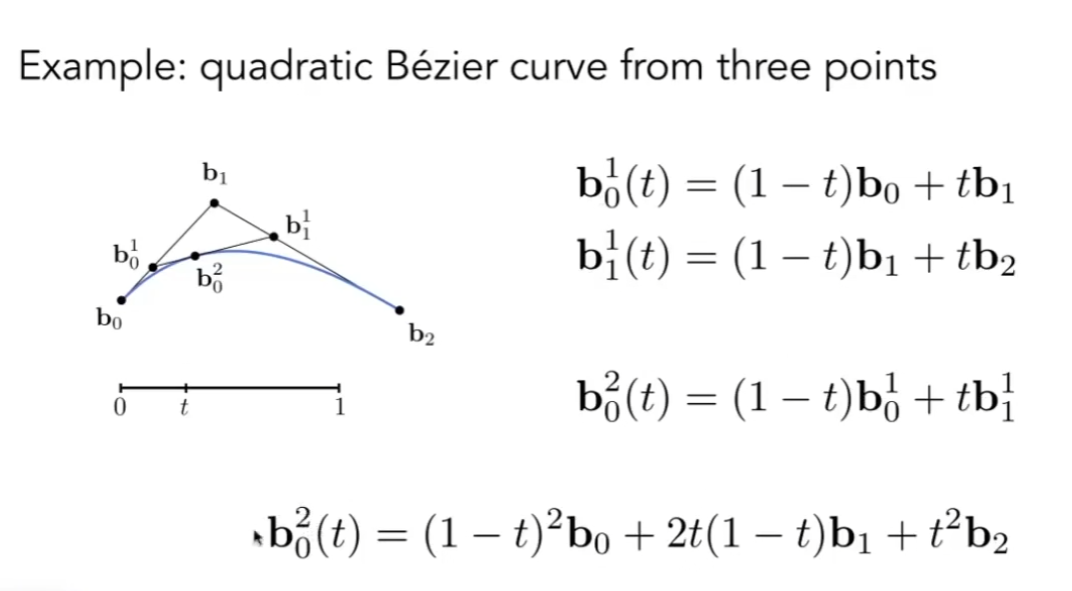 Example: quadratic Bézier curve from three points
b₁
b₁¹
b₀¹
b₀²
b₀
b₂
0 t 1
b₀¹(t) = (1 − t)b₀ + tb₁
b₁¹(t) = (1 − t)b₁ + tb₂
b₀²(t) = (1 − t)b₀¹ + tb₁¹
b₀²(t) = (1 − t)²b₀ + 2t(1 − t)b₁ + t²b₂